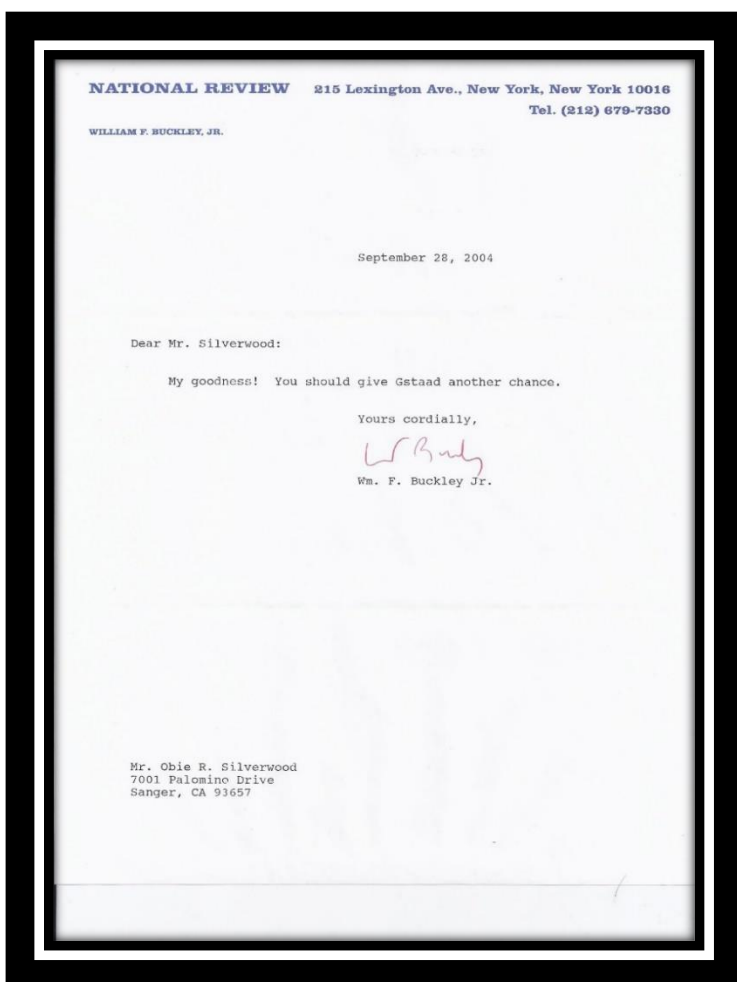 NATIONAL REVIEW 215 Lexington Ave., New York, New York 10016
Tel. (212) 679-7330
WILLIAM F. BUCKLEY, JR.
September 28, 2004
Dear Mr. Silverwood:
My goodness! You should give Gstaad another chance.
Yours cordially,
W Buckley
Wm. F. Buckley Jr.
Mr. Obie R. Silverwood
7001 Palomino Drive
Sanger, CA 93657